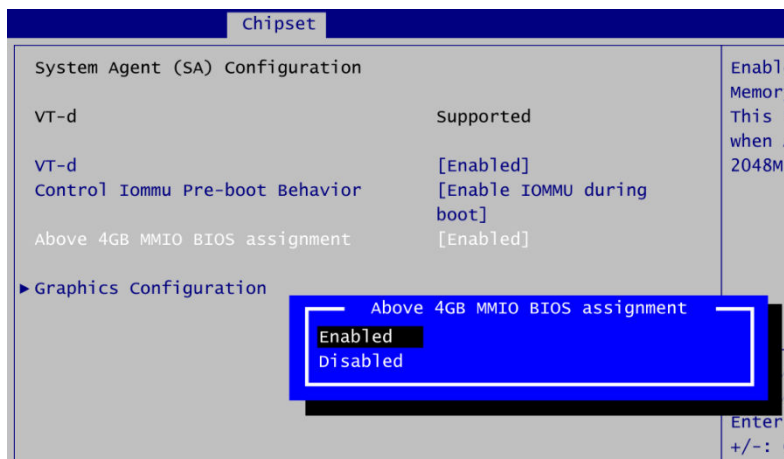 Chipset
System Agent (SA) Configuration
VT-d Supported
VT-d [Enabled]
Control Iommu Pre-boot Behavior [Enable IOMMU during
boot]
Above 4GB MMIO BIOS assignment [Enabled]
►Graphics Configuration
Above 4GB MMIO BIOS assignment
Enabled
Disabled
Enabl
Memor
This
when
2048M
Enter
+/-: